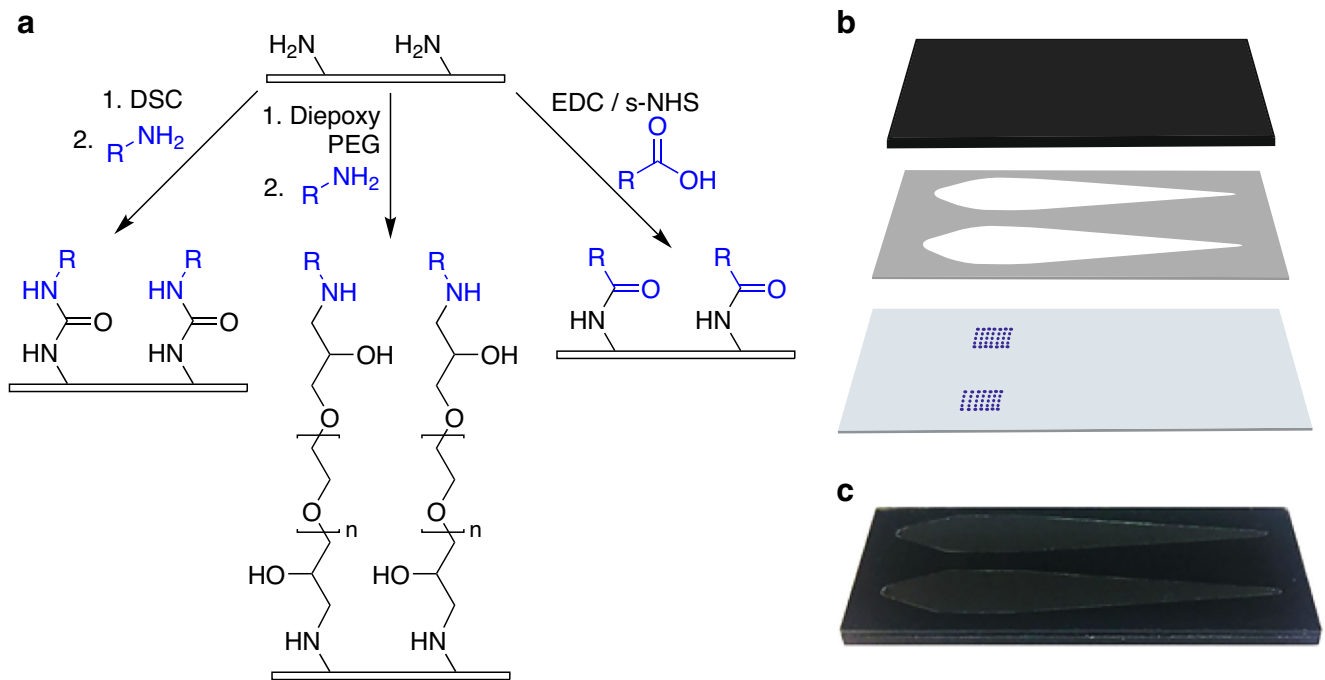 a
H₂N H₂N
1. DSC
2. R NH₂
1. Diepoxy
PEG
2. R NH₂
EDC / s-NHS
O
R OH
R R
HN HN
O O
HN HN
R R
NH NH
OH OH
O O
O O
n n
HO HO
HN HN
R R
O O
HN HN
b
c